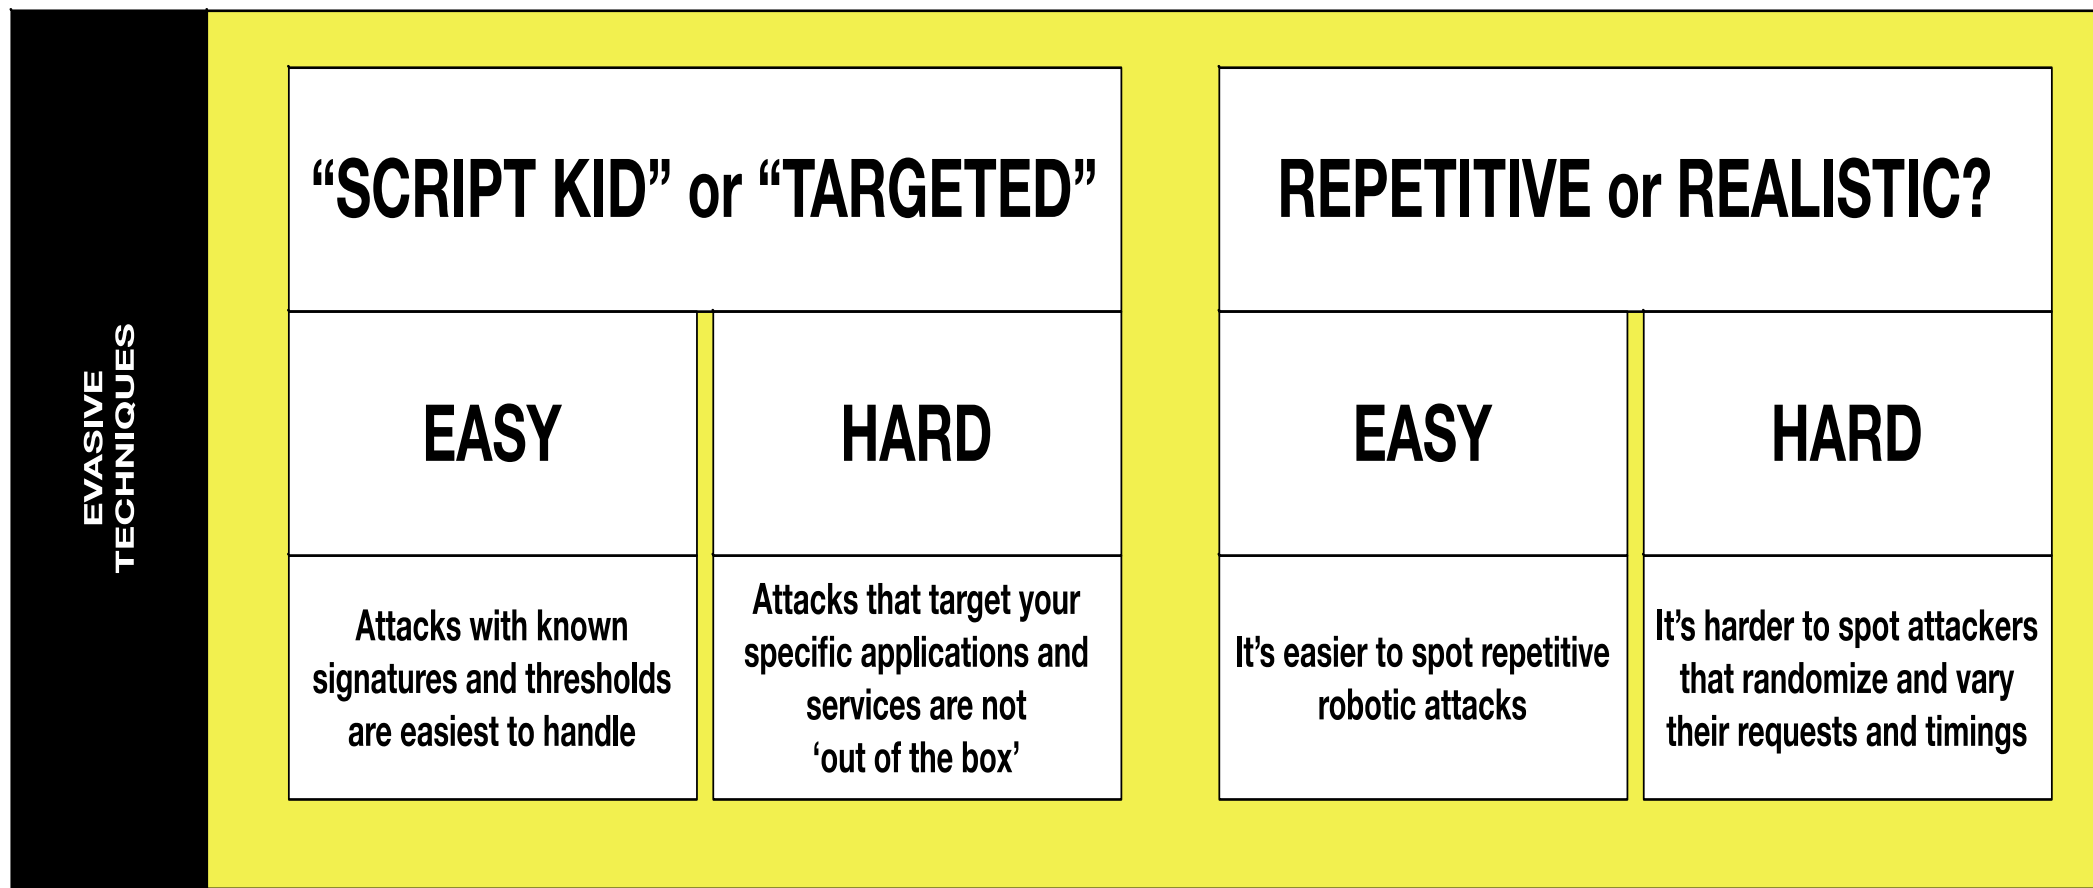 EVASIVE
TECHNIQUES
“SCRIPT KID” or “TARGETED”
EASY
Attacks with known
signatures and thresholds
are easiest to handle
HARD
Attacks that target your
specific applications and
services are not
‘out of the box’
REPETITIVE or REALISTIC?
EASY
It’s easier to spot repetitive
robotic attacks
HARD
It’s harder to spot attackers
that randomize and vary
their requests and timings